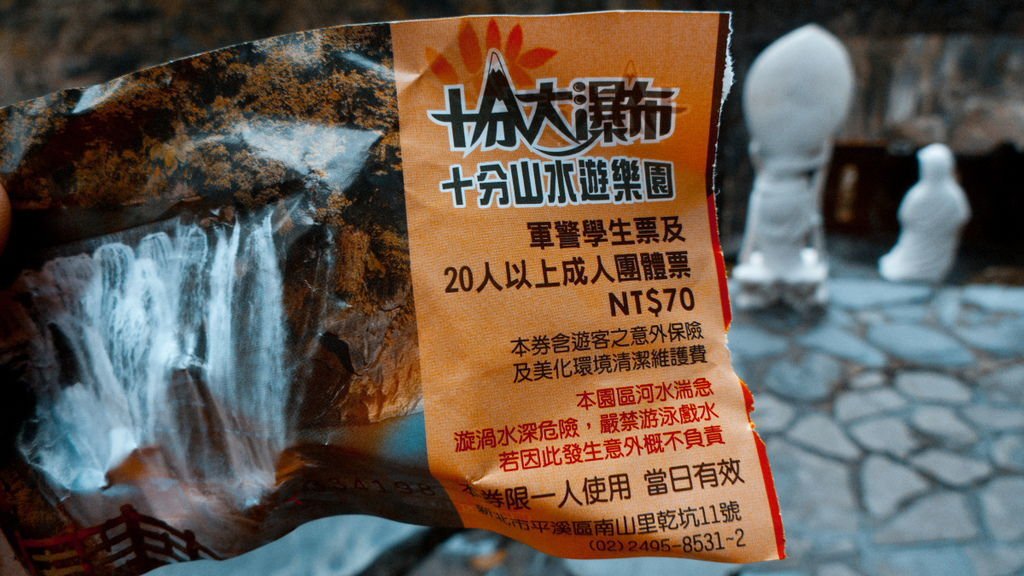 十分大瀑布
十分山水遊樂園
軍警學生票及
20人以上成人團體票
NT$70
本券含遊客之意外保險
及美化環境清潔維護費
本園區河水湍急
漩渦水深危險，嚴禁游泳戲水
若因此發生意外概不負責
本券限一人使用 當日有效
新北市平溪區南山里乾坑11號
(02) 2495-8531~2